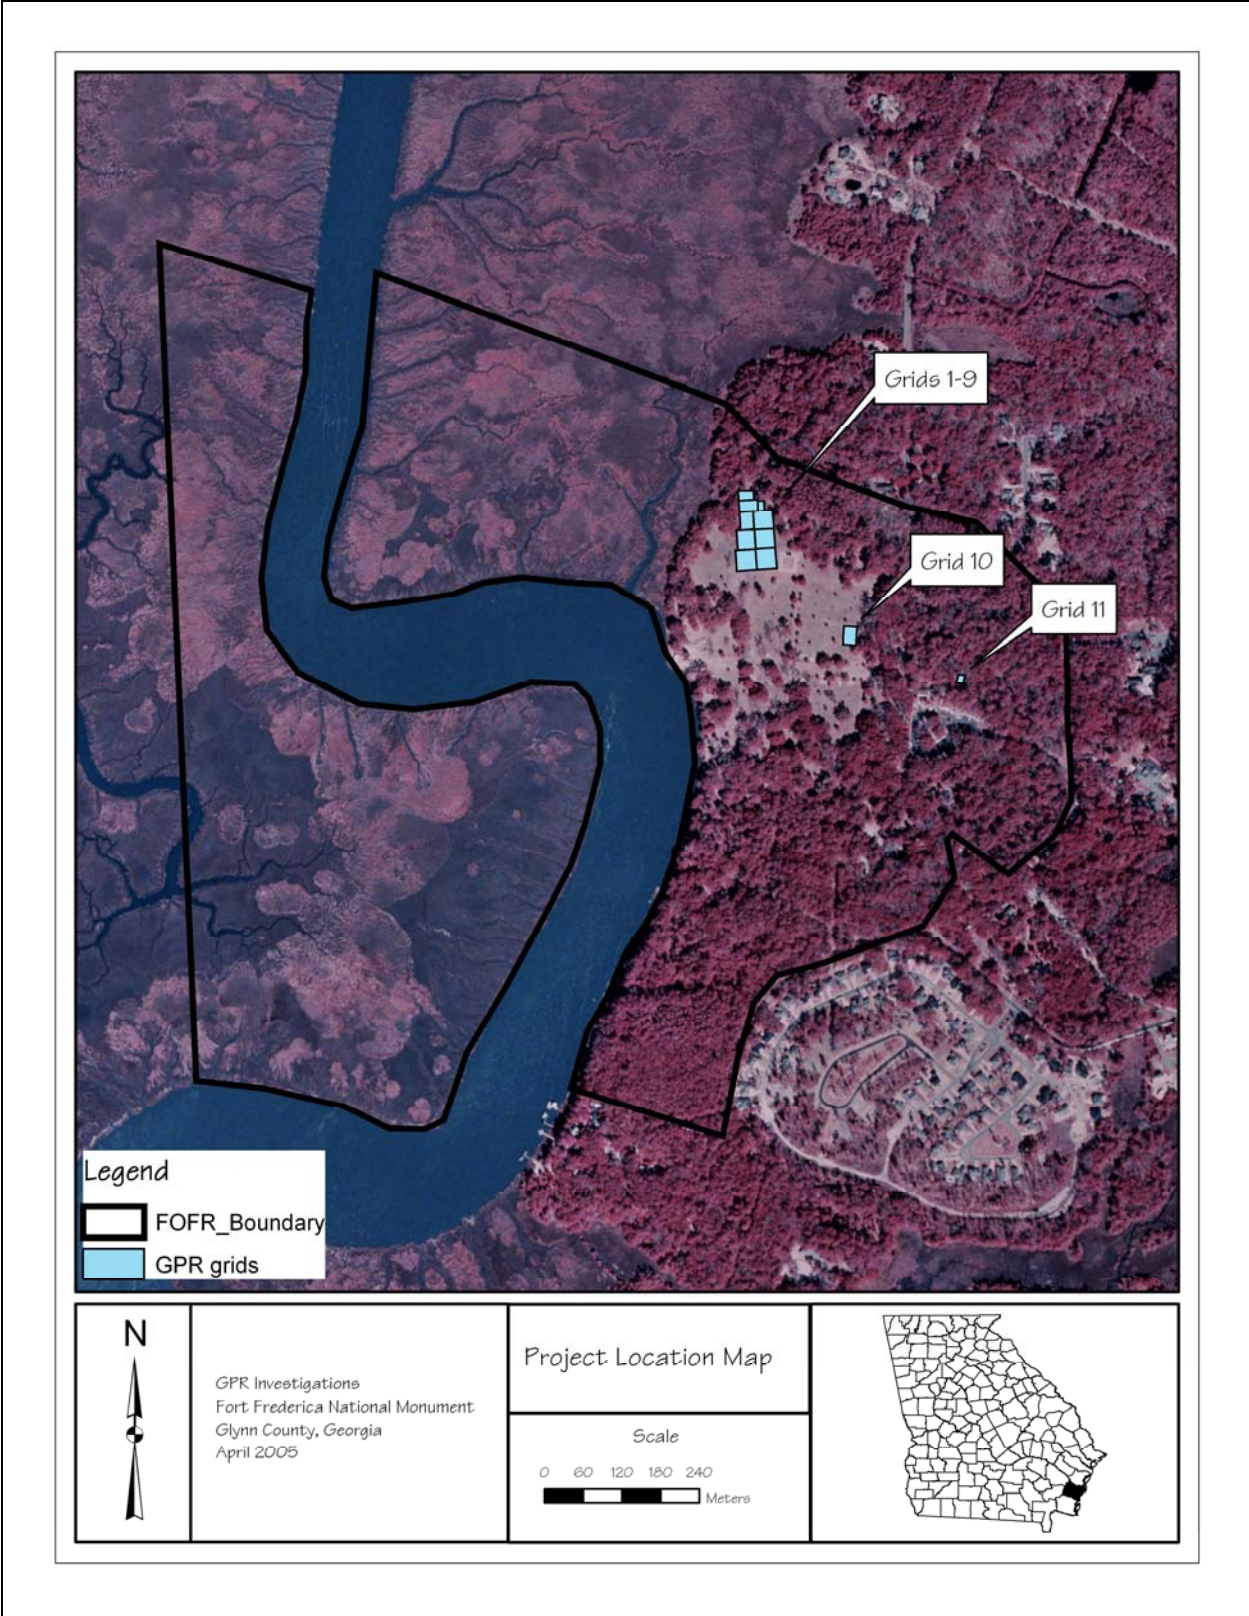 Grids 1-9
Grid 10
Grid 11
Legend
FOFR_Boundary
GPR grids
N
GPR Investigations
Fort Frederica National Monument
Glynn County, Georgia
April 2005
Project Location Map
Scale
0 60 120 180 240
Meters